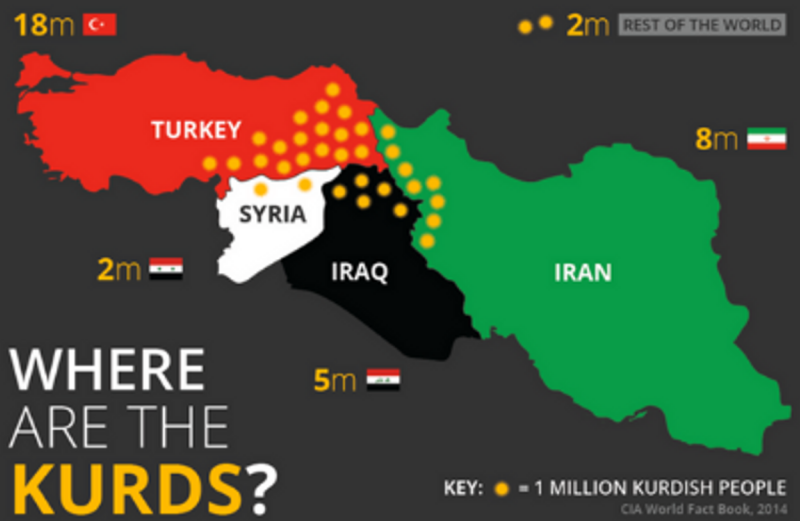 18m
2m REST OF THE WORLD
TURKEY
8m
SYRIA
2m
IRAQ
IRAN
5m
WHERE
ARE THE
KURDS?
KEY: = 1 MILLION KURDISH PEOPLE
CIA World Fact Book, 2014